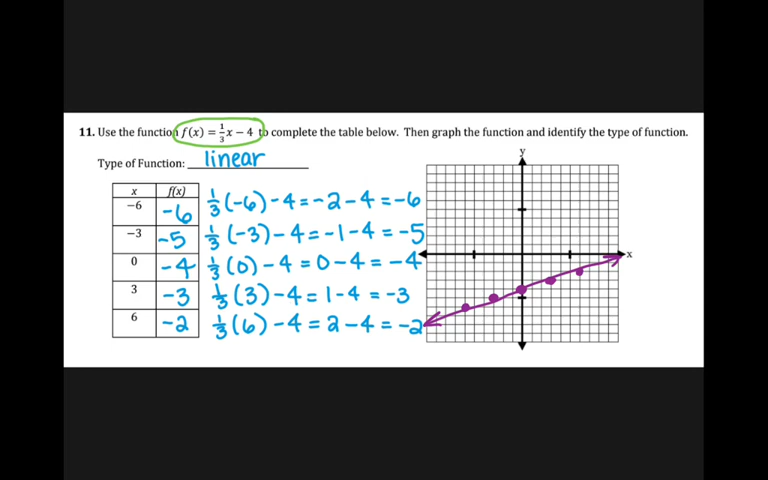 11. Use the function f(x) = 1/3 x − 4 to complete the table below. Then graph the function and identify the type of function.
Type of Function: linear
x f(x)
−6 −6 1/3(−6) − 4 = −2 − 4 = −6
−3 −5 1/3(−3) − 4 = −1 − 4 = −5
0 −4 1/3(0) − 4 = 0 − 4 = −4
3 −3 1/3(3) − 4 = 1 − 4 = −3
6 −2 1/3(6) − 4 = 2 − 4 = −2
y
x